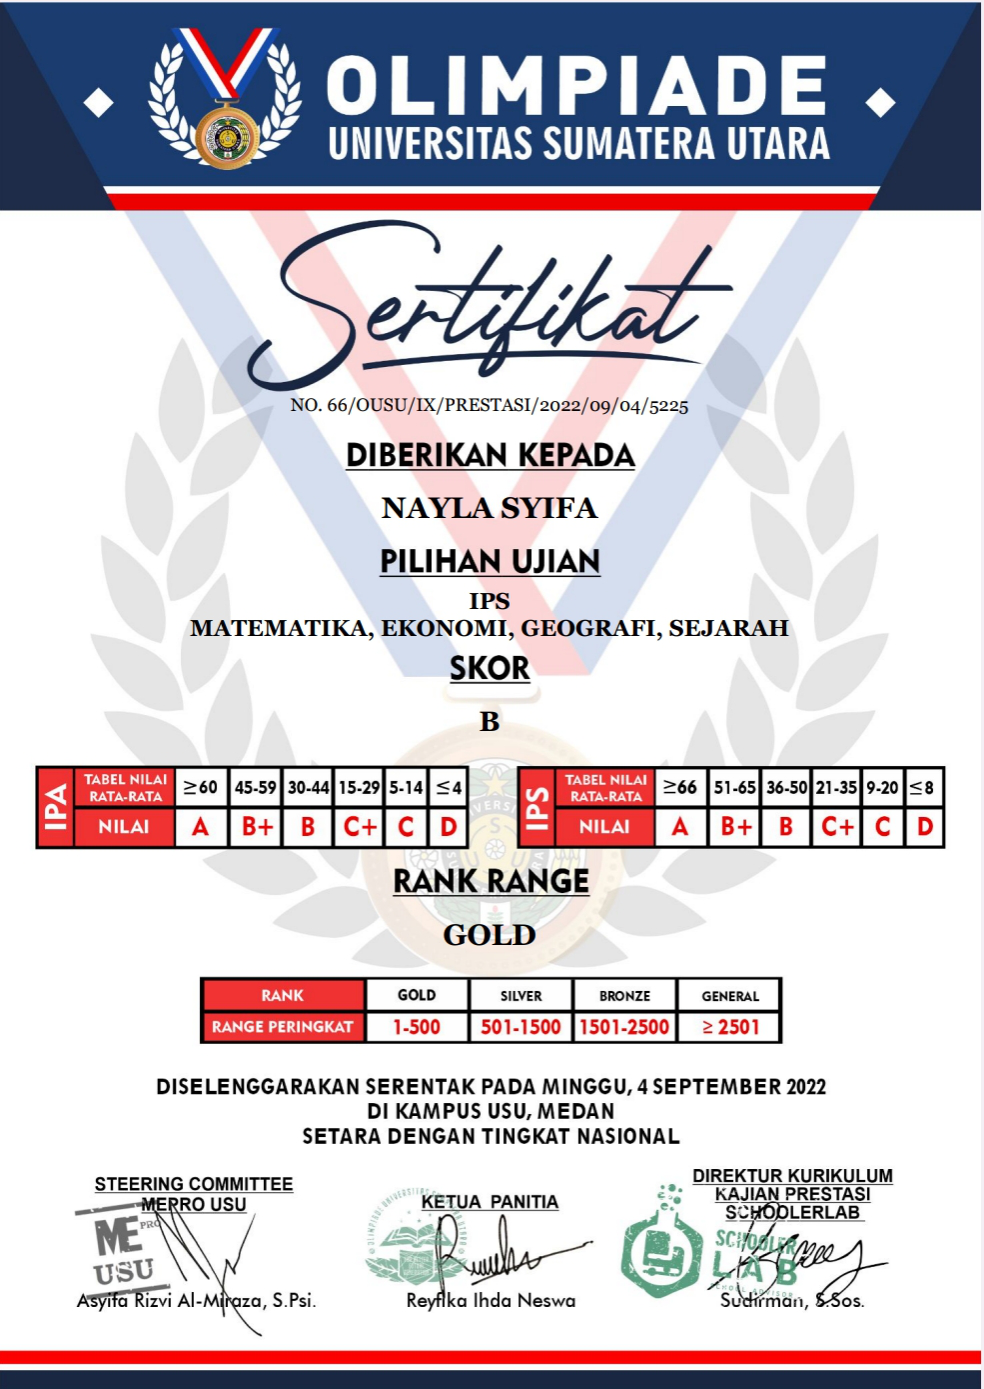 OLIMPIADE
UNIVERSITAS SUMATERA UTARA
Sertifikat
NO. 66/OUSU/IX/PRESTASI/2022/09/04/5225
DIBERIKAN KEPADA
NAYLA SYIFA
PILIHAN UJIAN
IPS
MATEMATIKA, EKONOMI, GEOGRAFI, SEJARAH
SKOR
B
IPA
TABEL NILAI RATA-RATA ≥60 45-59 30-44 15-29 5-14 ≤4
NILAI A B+ B C+ C D
IPS
TABEL NILAI RATA-RATA ≥66 51-65 36-50 21-35 9-20 ≤8
NILAI A B+ B C+ C D
RANK RANGE
GOLD
RANK GOLD SILVER BRONZE GENERAL
RANGE PERINGKAT 1-500 501-1500 1501-2500 ≥ 2501
DISELENGGARAKAN SERENTAK PADA MINGGU, 4 SEPTEMBER 2022
DI KAMPUS USU, MEDAN
SETARA DENGAN TINGKAT NASIONAL
STEERING COMMITTEE
MEPRO USU
ME PRO
USU
Asyifa Rizvi Al-Miraza, S.Psi.
KETUA PANITIA
Reyfika Ihda Neswa
DIREKTUR KURIKULUM
KAJIAN PRESTASI
SCHOOLERLAB
SCHOOLER
LAB
Sudirman, S.Sos.